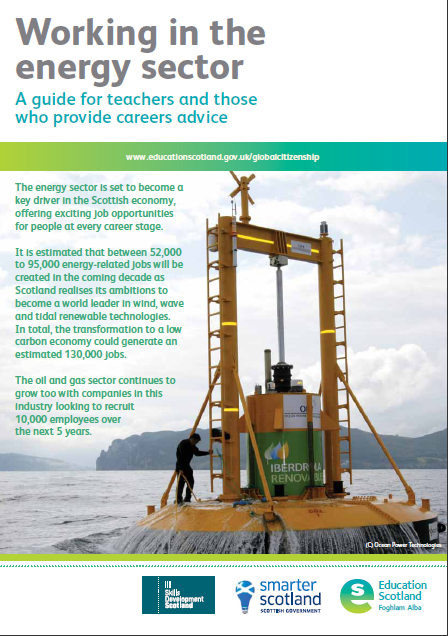 Working in the
energy sector
A guide for teachers and those
who provide careers advice
www.educationscotland.gov.uk/globalcitizenship
The energy sector is set to become a
key driver in the Scottish economy,
offering exciting job opportunities
for people at every career stage.
It is estimated that between 52,000
to 95,000 energy-related jobs will be
created in the coming decade as
Scotland realises its ambitions to
become a world leader in wind, wave
and tidal renewable technologies.
In total, the transformation to a low
carbon economy could generate an
estimated 130,000 jobs.
The oil and gas sector continues to
grow too with companies in this
industry looking to recruit
10,000 employees over
the next 5 years.
IBERDROLA
RENOVABLES
(C) Ocean Power Technologies
Skills
Development
Scotland
smarter
scotland
SCOTTISH GOVERNMENT
Education
Scotland
Foghlam Alba